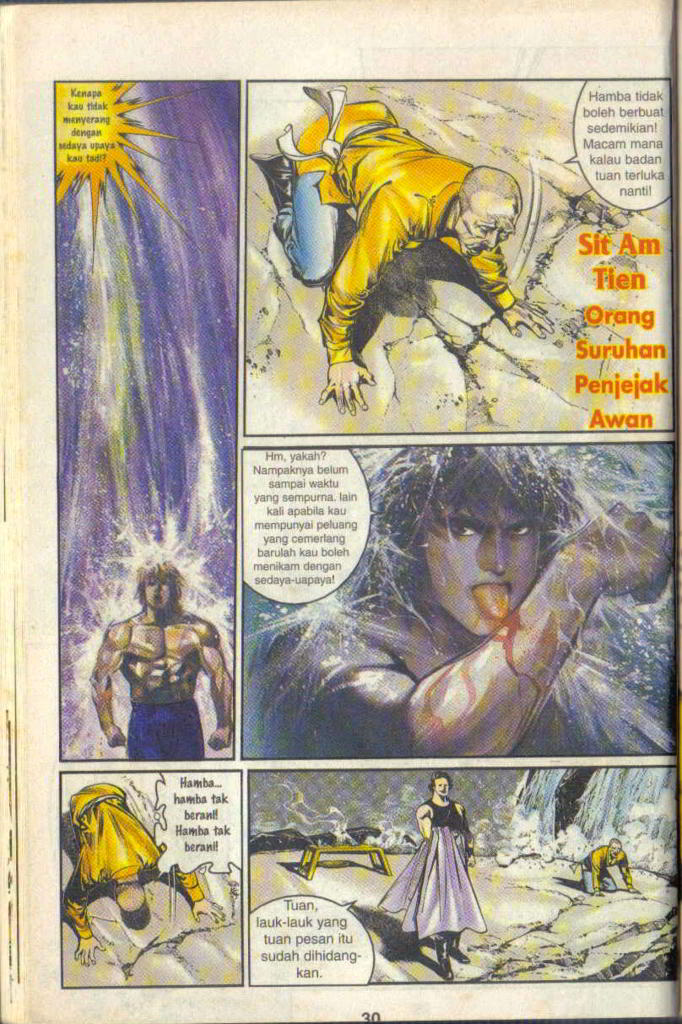 Kenapa
kau tidak
menyerang
dengan
sedaya upaya
kau tadi!?
Hamba tidak
boleh berbuat
sedemikian!
Macam mana
kalau badan
tuan terluka
nanti!
Sit Am
Tien
Orang
Suruhan
Penjejak
Awan
Hm, yakah?
Nampaknya belum
sampai waktu
yang sempurna. lain
kali apabila kau
mempunyai peluang
yang cemerlang
barulah kau boleh
menikam dengan
sedaya-uapaya!
Hamba...
hamba tak
berani!
Hamba tak
berani!
Tuan,
lauk-lauk yang
tuan pesan itu
sudah dihidang-
kan.
30